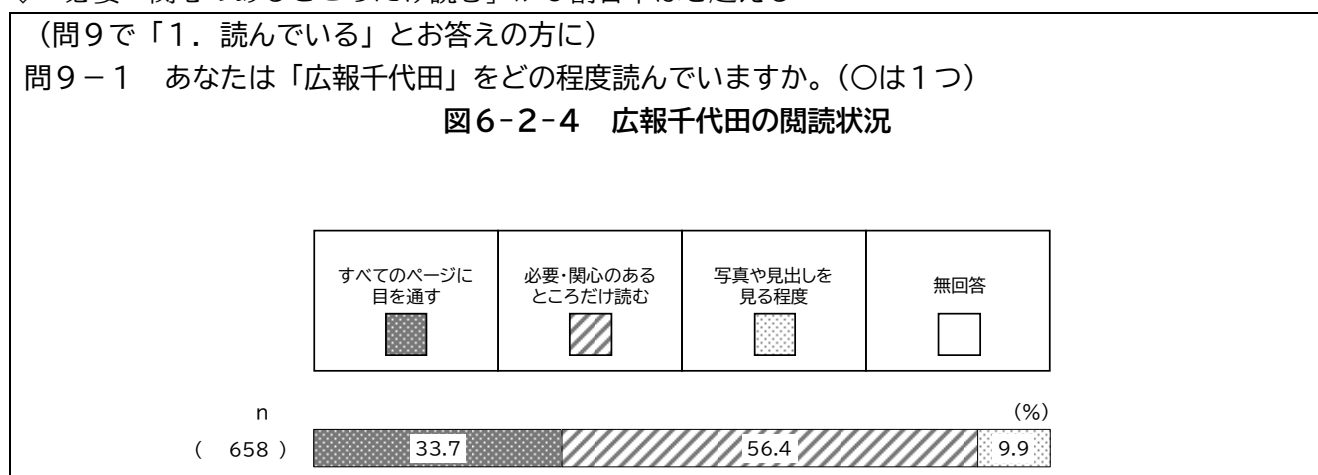 （問９で「１．読んでいる」とお答えの方に）
問９－１　あなたは「広報千代田」をどの程度読んでいますか。（〇は１つ）
図６-２-４　広報千代田の閲読状況
すべてのページに
目を通す
必要・関心のある
ところだけ読む
写真や見出しを
見る程度
無回答
n
(%)
( 658 )
33.7
56.4
9.9